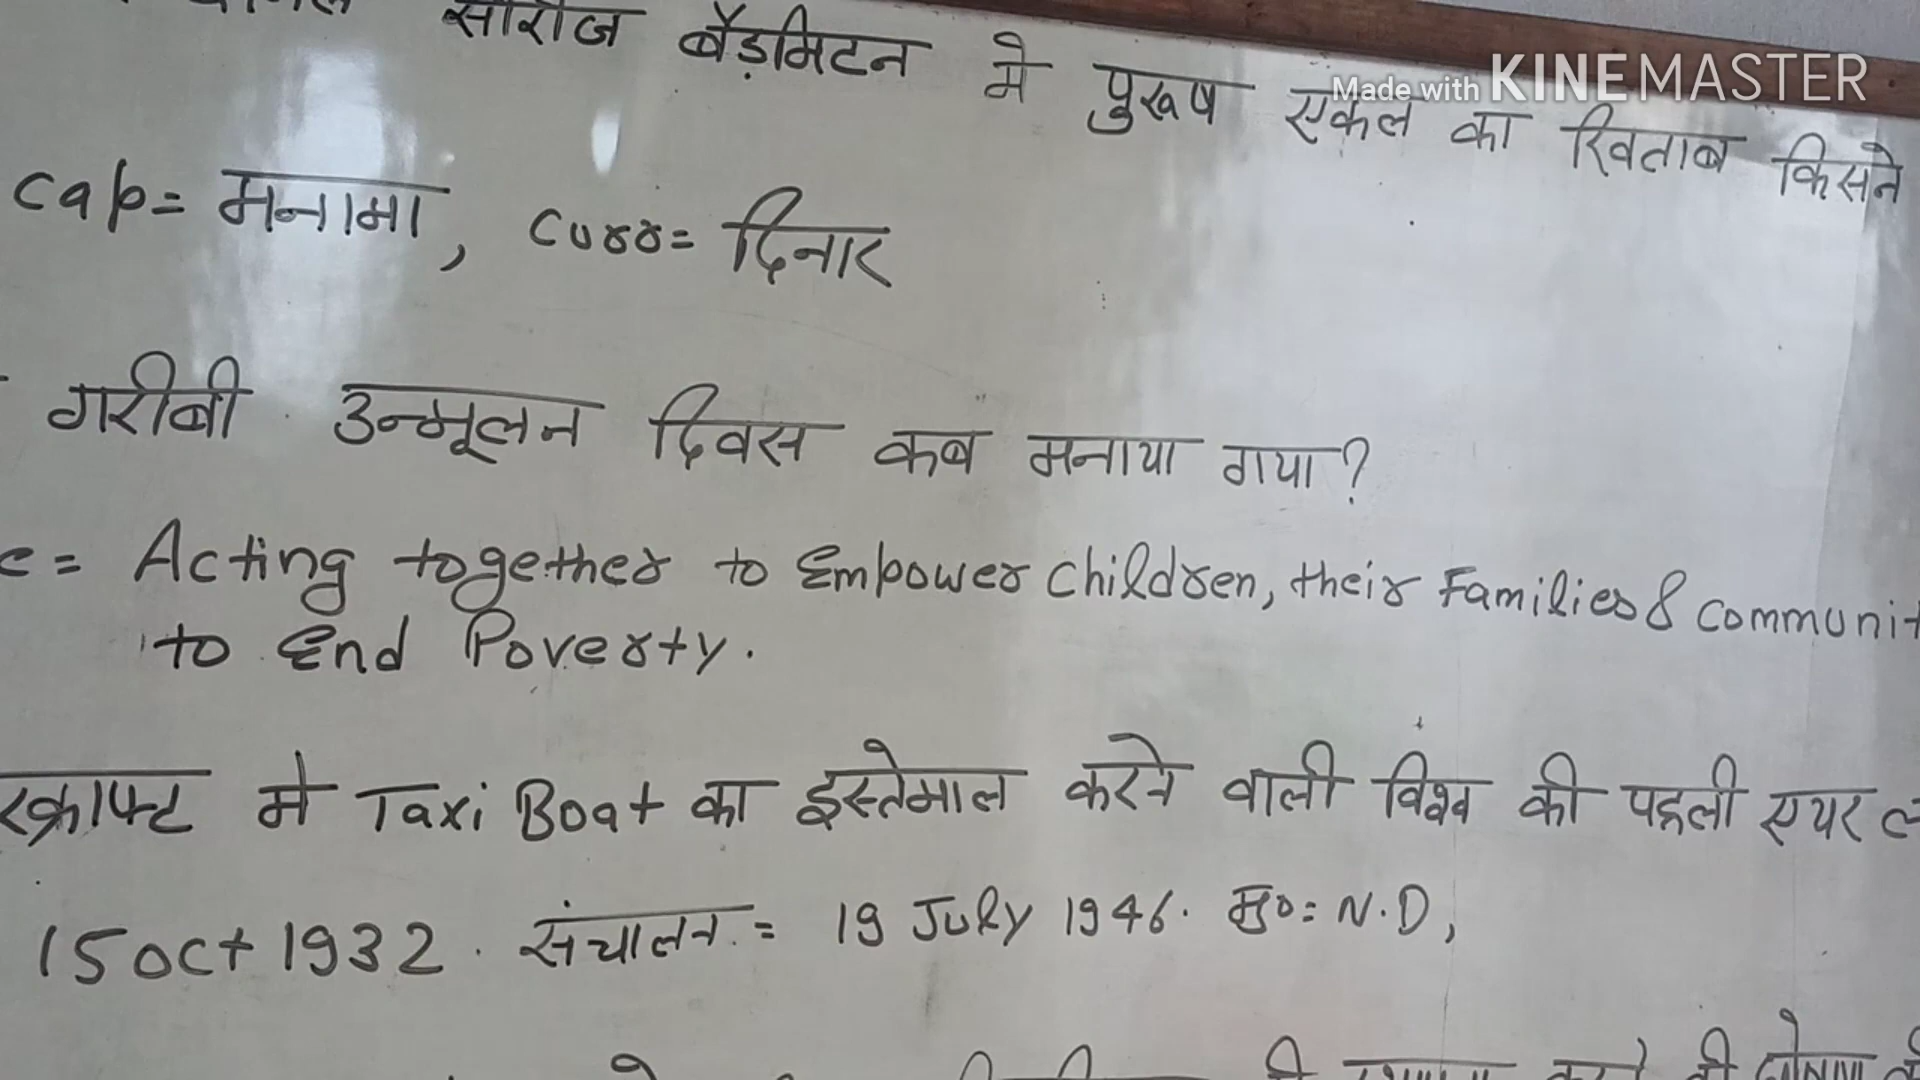 सीरीज बैडमिंटन मे पुरूष एकल का खिताब किसने
Made with KINEMASTER
cap= मनामा, curr= दिनार
गरीबी उन्मूलन दिवस कब मनाया गया?
e= Acting together to Empower children, their Families & communit
to End Poverty.
रक्राफ्ट मे Taxi Boat का इस्तेमाल करने वाली विश्व की पहली एयर ल
15 oct 1932. संचालन = 19 July 1946. मु०= N.D,